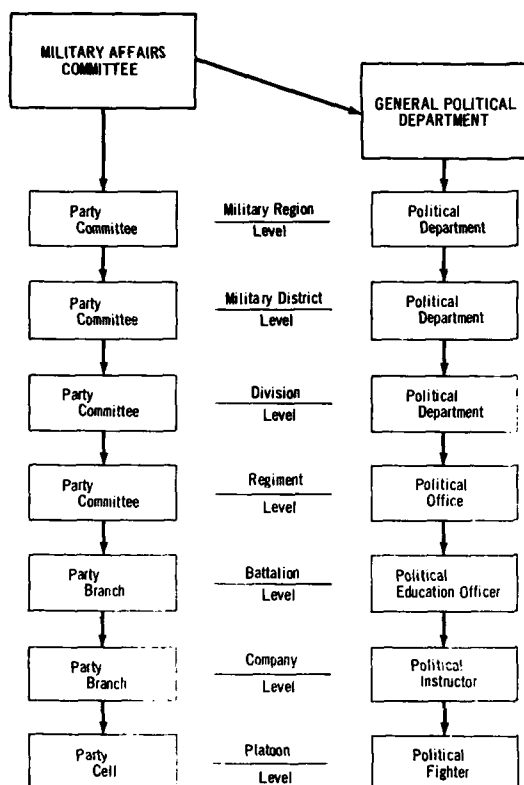 MILITARY AFFAIRS
COMMITTEE
GENERAL POLITICAL
DEPARTMENT
Party
Committee
Military Region
Level
Political
Department
Party
Committee
Military District
Level
Political
Department
Party
Committee
Division
Level
Political
Department
Party
Committee
Regiment
Level
Political
Office
Party
Branch
Battalion
Level
Political
Education Officer
Party
Branch
Company
Level
Political
Instructor
Party
Cell
Platoon
Level
Political
Fighter